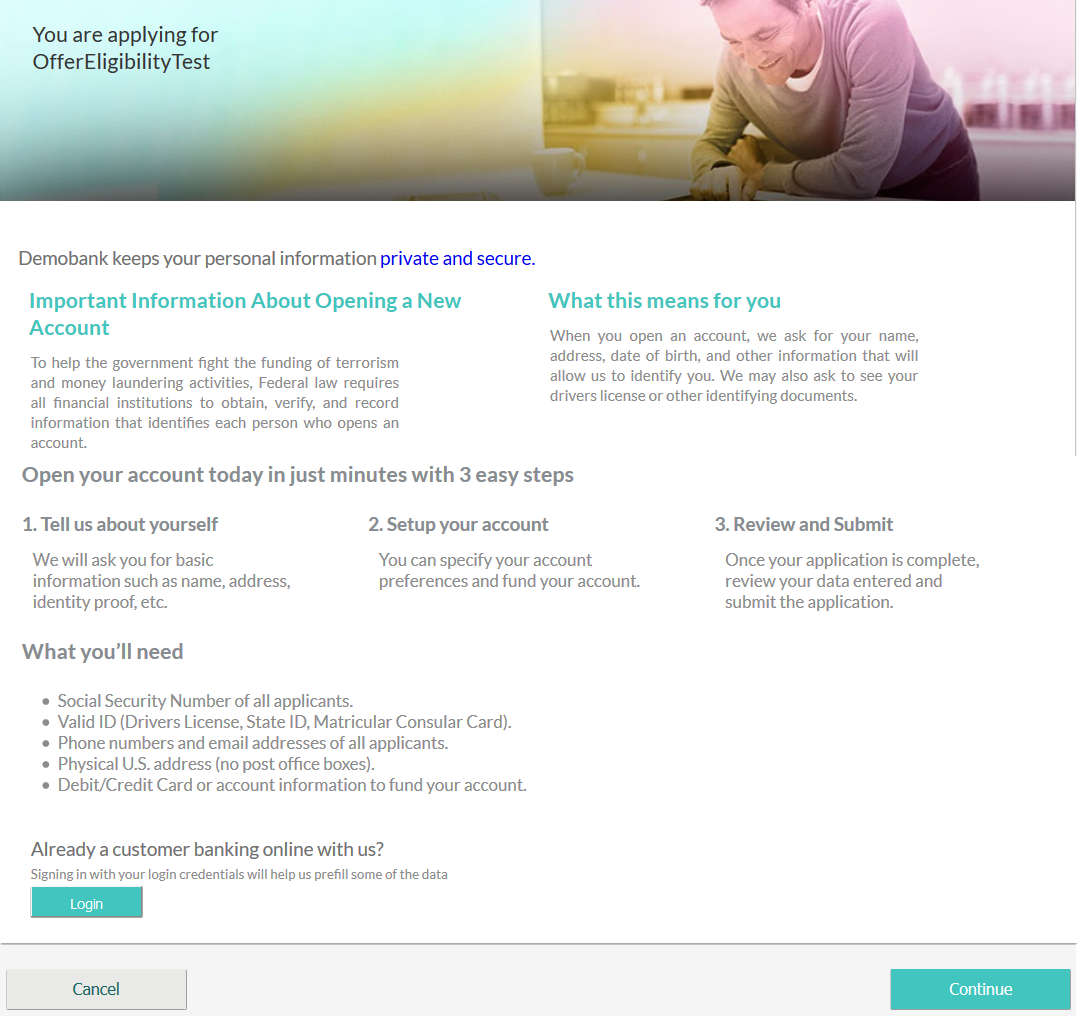 You are applying for
OfferEligibilityTest
Demobank keeps your personal information private and secure.
Important Information About Opening a New
Account
To help the government fight the funding of terrorism
and money laundering activities, Federal law requires
all financial institutions to obtain, verify, and record
information that identifies each person who opens an
account.
What this means for you
When you open an account, we ask for your name,
address, date of birth, and other information that will
allow us to identify you. We may also ask to see your
drivers license or other identifying documents.
Open your account today in just minutes with 3 easy steps
1. Tell us about yourself
We will ask you for basic
information such as name, address,
identity proof, etc.
2. Setup your account
You can specify your account
preferences and fund your account.
3. Review and Submit
Once your application is complete,
review your data entered and
submit the application.
What you’ll need
• Social Security Number of all applicants.
• Valid ID (Drivers License, State ID, Matricular Consular Card).
• Phone numbers and email addresses of all applicants.
• Physical U.S. address (no post office boxes).
• Debit/Credit Card or account information to fund your account.
Already a customer banking online with us?
Signing in with your login credentials will help us prefill some of the data
Login
Cancel
Continue